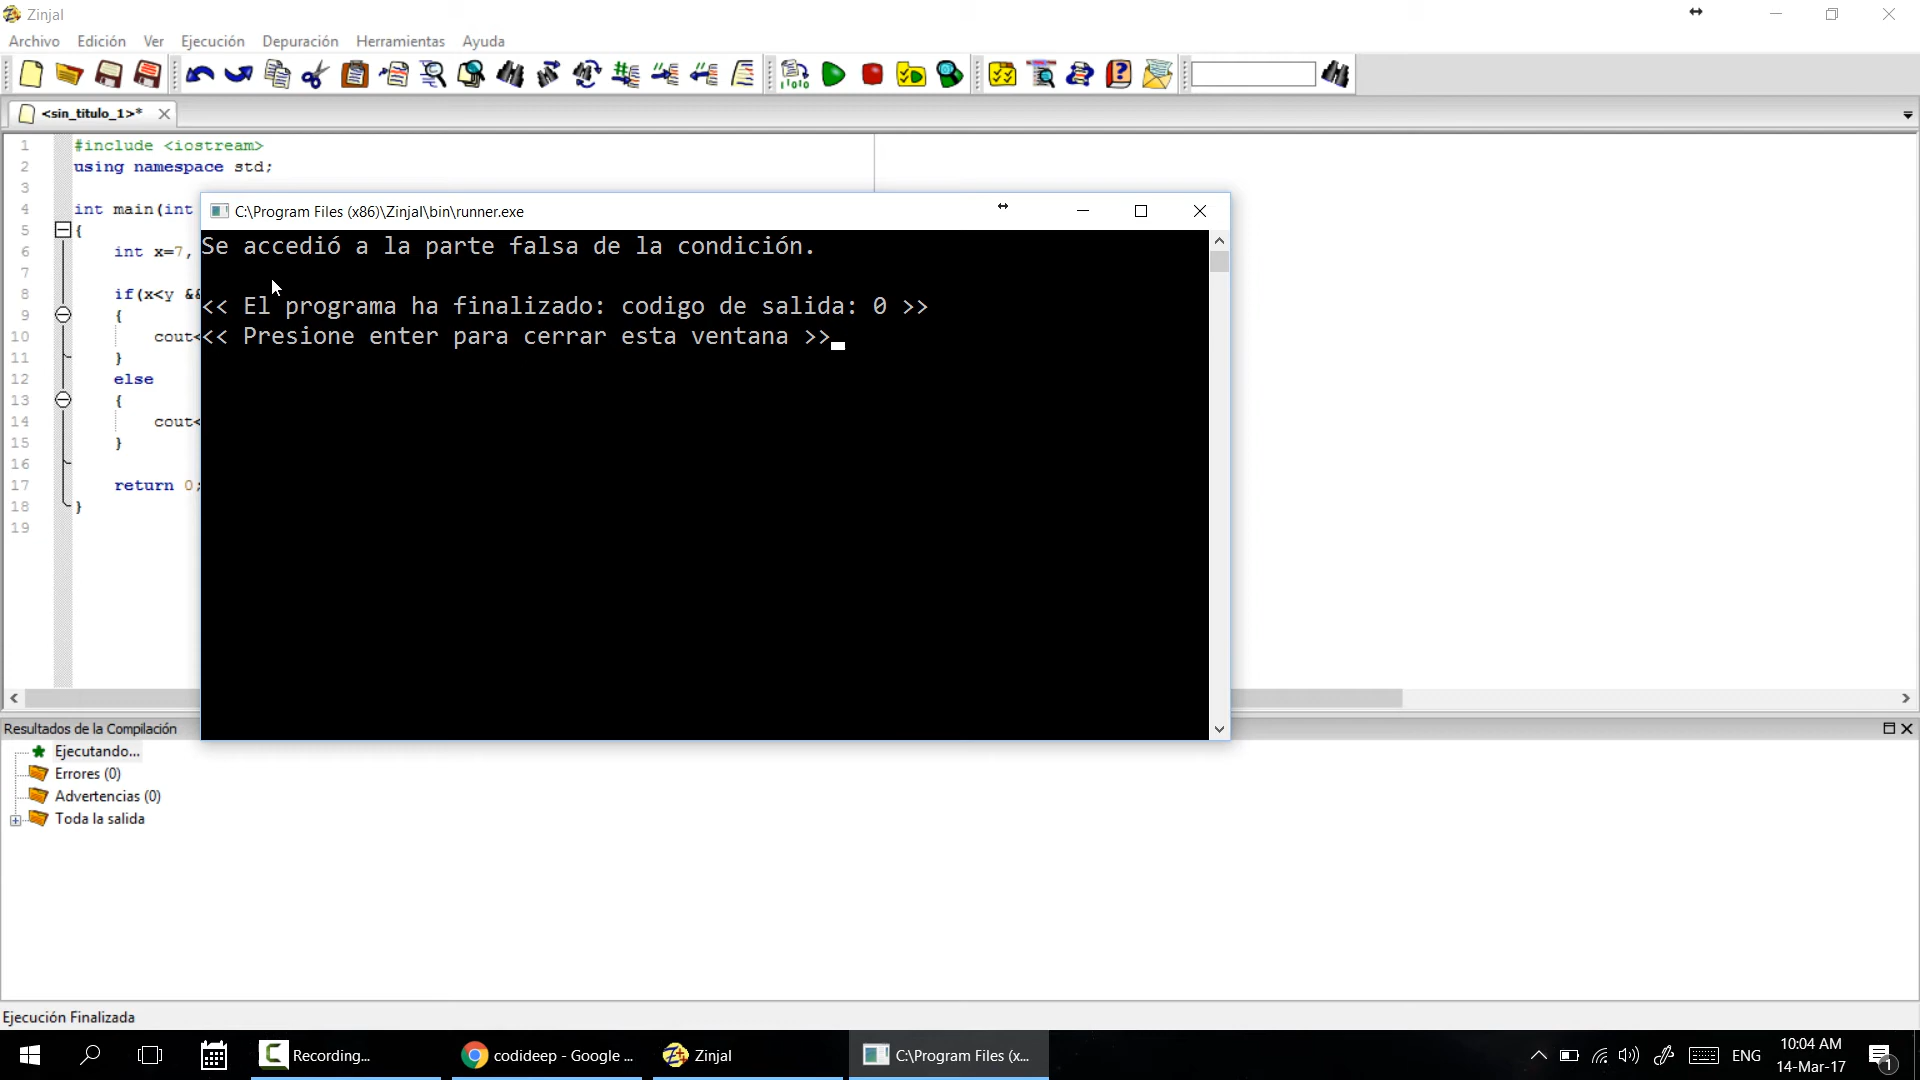 Zinjal
Archivo Edición Ver Ejecución Depuración Herramientas Ayuda
<sin_titulo_1>*
1 #include <iostream>
2 using namespace std;
3
4 int main(int
5 {
6 int x=7,
7
8 if(x<y &&
9 {
10 cout<
11 }
12 else
13 {
14 cout<
15 }
16
17 return 0;
18 }
19
C:\Program Files (x86)\Zinjal\bin\runner.exe
Se accedió a la parte falsa de la condición.
<< El programa ha finalizado: codigo de salida: 0 >>
<< Presione enter para cerrar esta ventana >>
Resultados de la Compilación
Ejecutando...
Errores (0)
Advertencias (0)
Toda la salida
Ejecución Finalizada
Recording...
codideep - Google ...
Zinjal
C:\Program Files (x...
ENG
10:04 AM
14-Mar-17
1